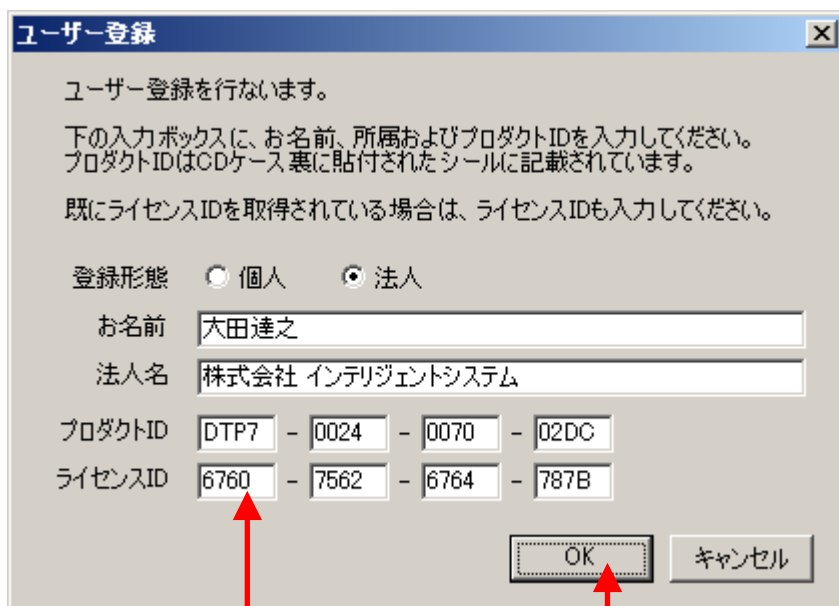 ユーザー登録
ユーザー登録を行ないます。
下の入力ボックスに、お名前、所属およびプロダクトIDを入力してください。
プロダクトIDはCDケース裏に貼付されたシールに記載されています。
既にライセンスIDを取得されている場合は、ライセンスIDも入力してください。
登録形態 個人 法人
お名前 大田達之
法人名 株式会社 インテリジェントシステム
プロダクトID DTP7 - 0024 - 0070 - 02DC
ライセンスID 6760 - 7562 - 6764 - 787B
OK キャンセル